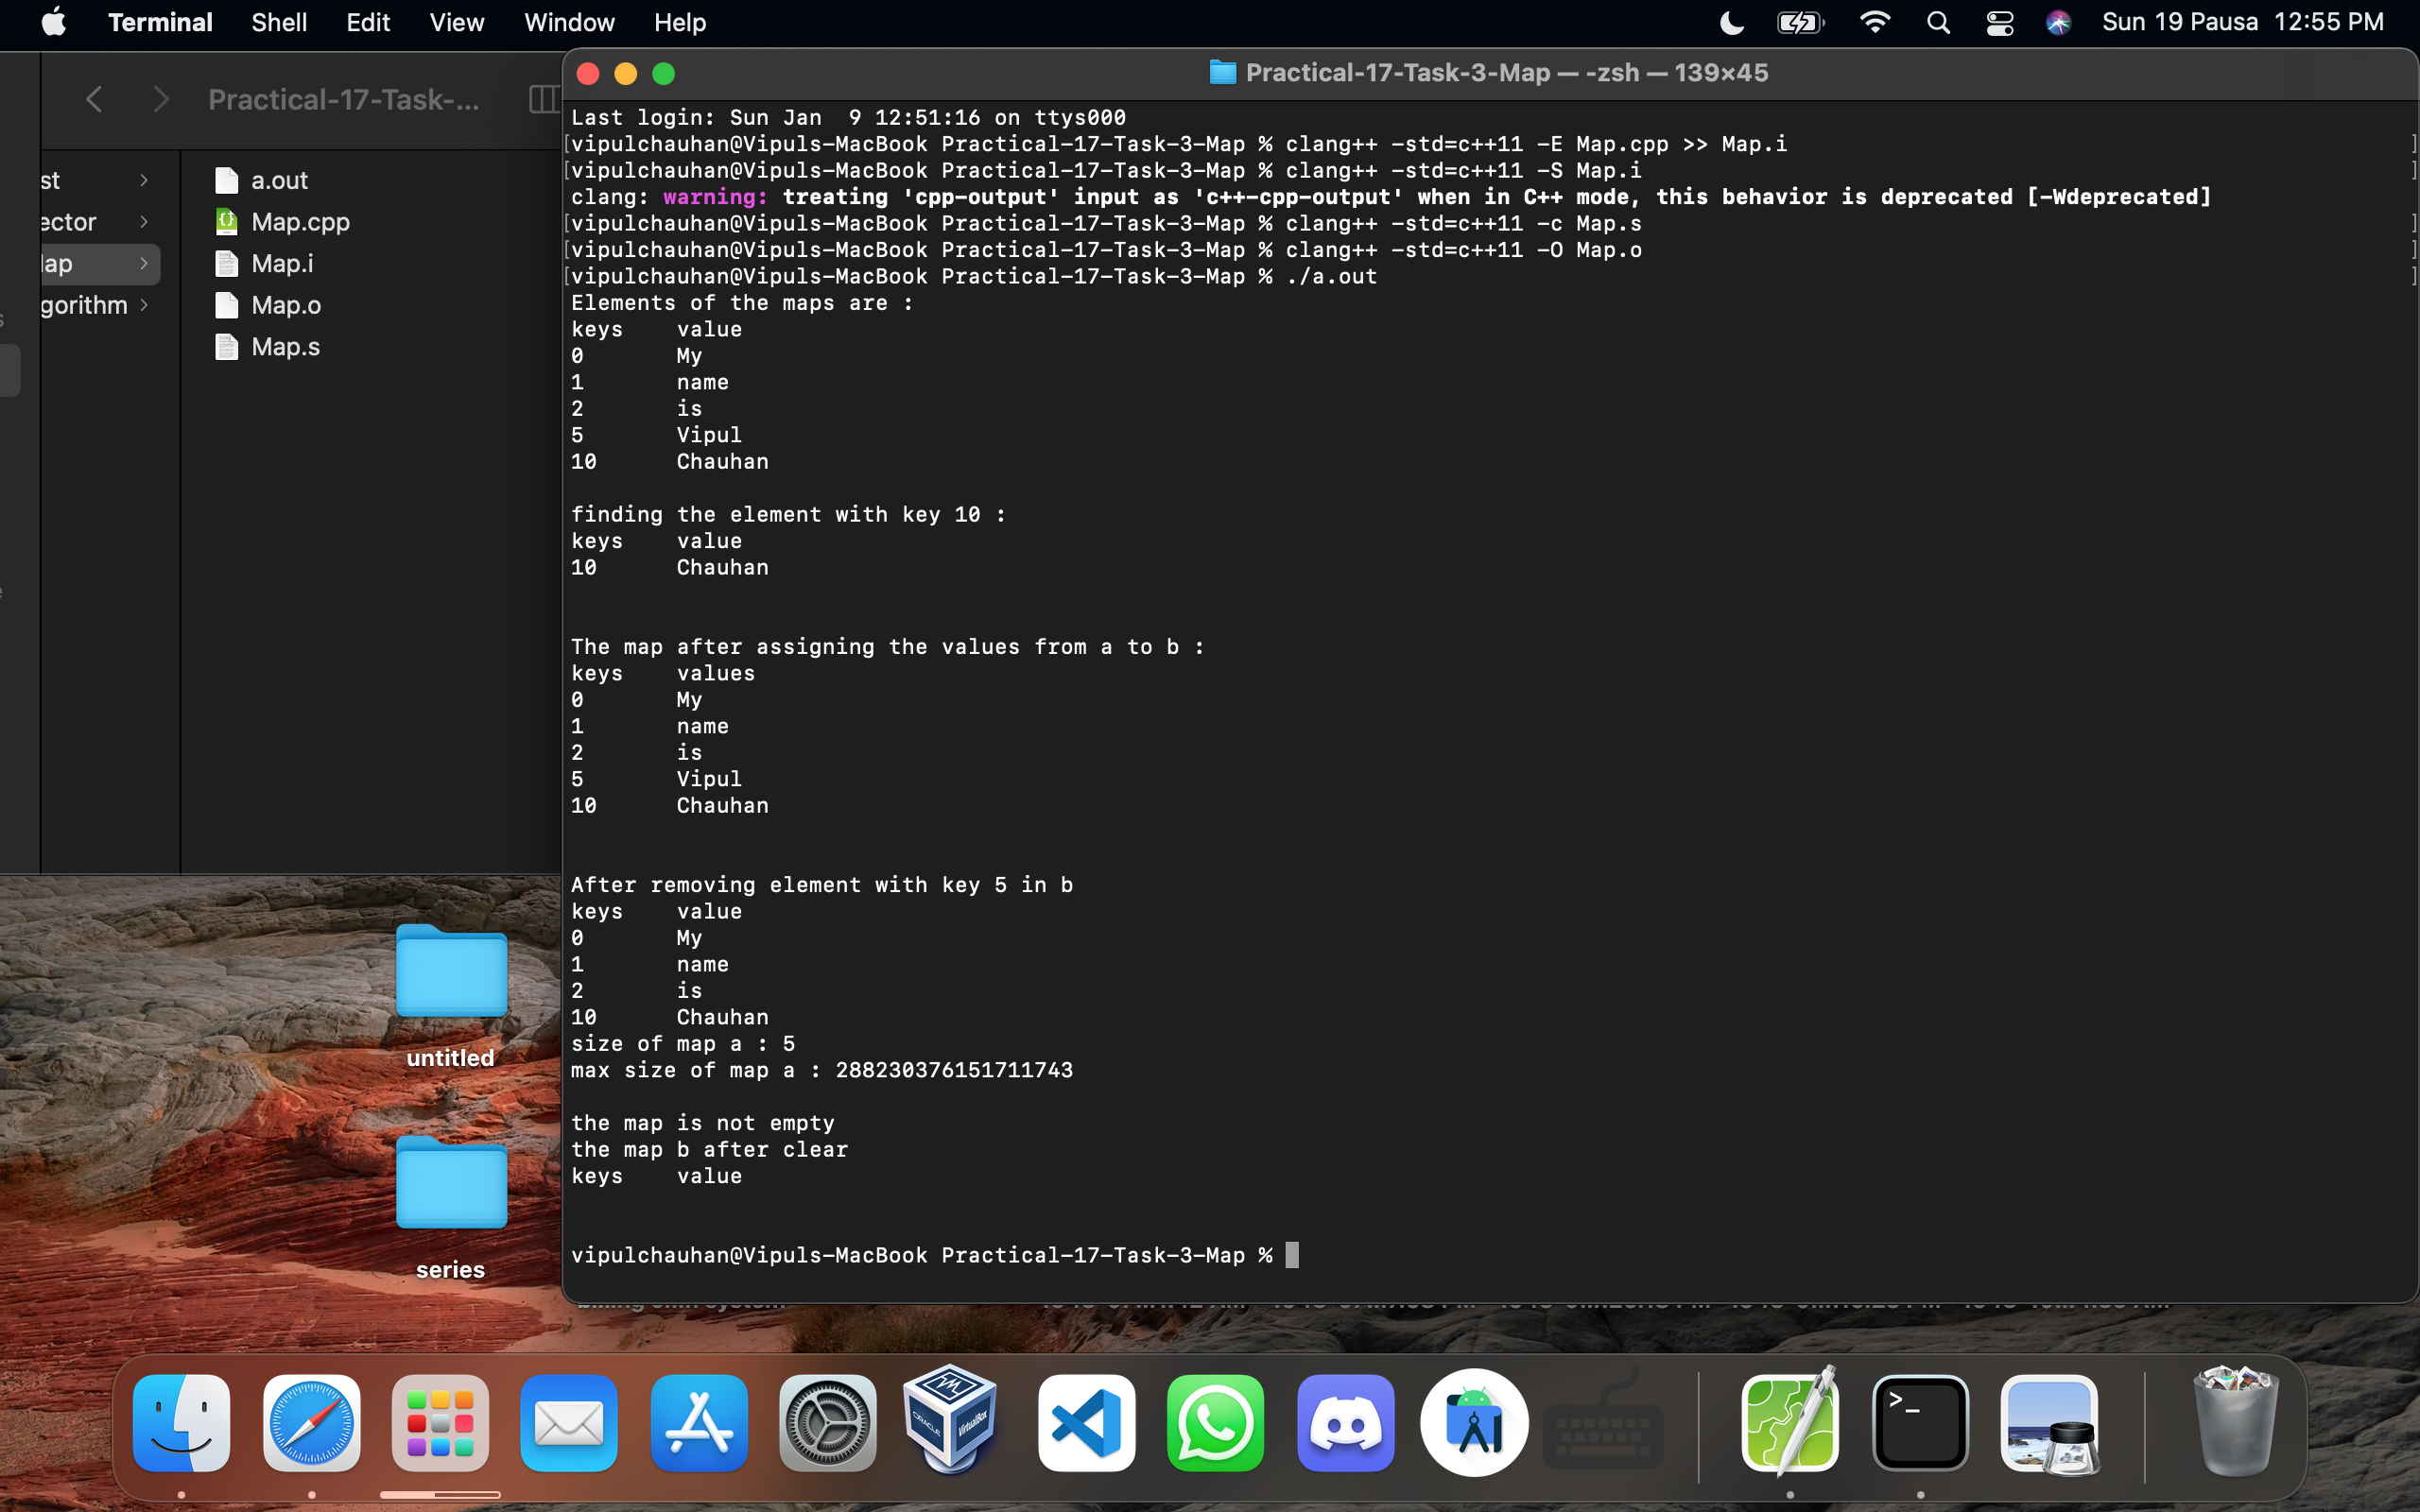 Terminal Shell Edit View Window Help Sun 19 Pausa 12:55 PM
Practical-17-Task-...
st
ector
ap
gorithm
a.out
Map.cpp
Map.i
Map.o
Map.s
untitled
series
Practical-17-Task-3-Map — -zsh — 139×45
Last login: Sun Jan  9 12:51:16 on ttys000
[vipulchauhan@Vipuls-MacBook Practical-17-Task-3-Map % clang++ -std=c++11 -E Map.cpp >> Map.i ]
[vipulchauhan@Vipuls-MacBook Practical-17-Task-3-Map % clang++ -std=c++11 -S Map.i ]
clang: warning: treating 'cpp-output' input as 'c++-cpp-output' when in C++ mode, this behavior is deprecated [-Wdeprecated]
[vipulchauhan@Vipuls-MacBook Practical-17-Task-3-Map % clang++ -std=c++11 -c Map.s ]
[vipulchauhan@Vipuls-MacBook Practical-17-Task-3-Map % clang++ -std=c++11 -O Map.o ]
[vipulchauhan@Vipuls-MacBook Practical-17-Task-3-Map % ./a.out ]
Elements of the maps are :
keys    value
0       My
1       name
2       is
5       Vipul
10      Chauhan
finding the element with key 10 :
keys    value
10      Chauhan
The map after assigning the values from a to b :
keys    values
0       My
1       name
2       is
5       Vipul
10      Chauhan
After removing element with key 5 in b
keys    value
0       My
1       name
2       is
10      Chauhan
size of map a : 5
max size of map a : 288230376151711743
the map is not empty
the map b after clear
keys    value
vipulchauhan@Vipuls-MacBook Practical-17-Task-3-Map %
ORACLE
VirtualBox
>_